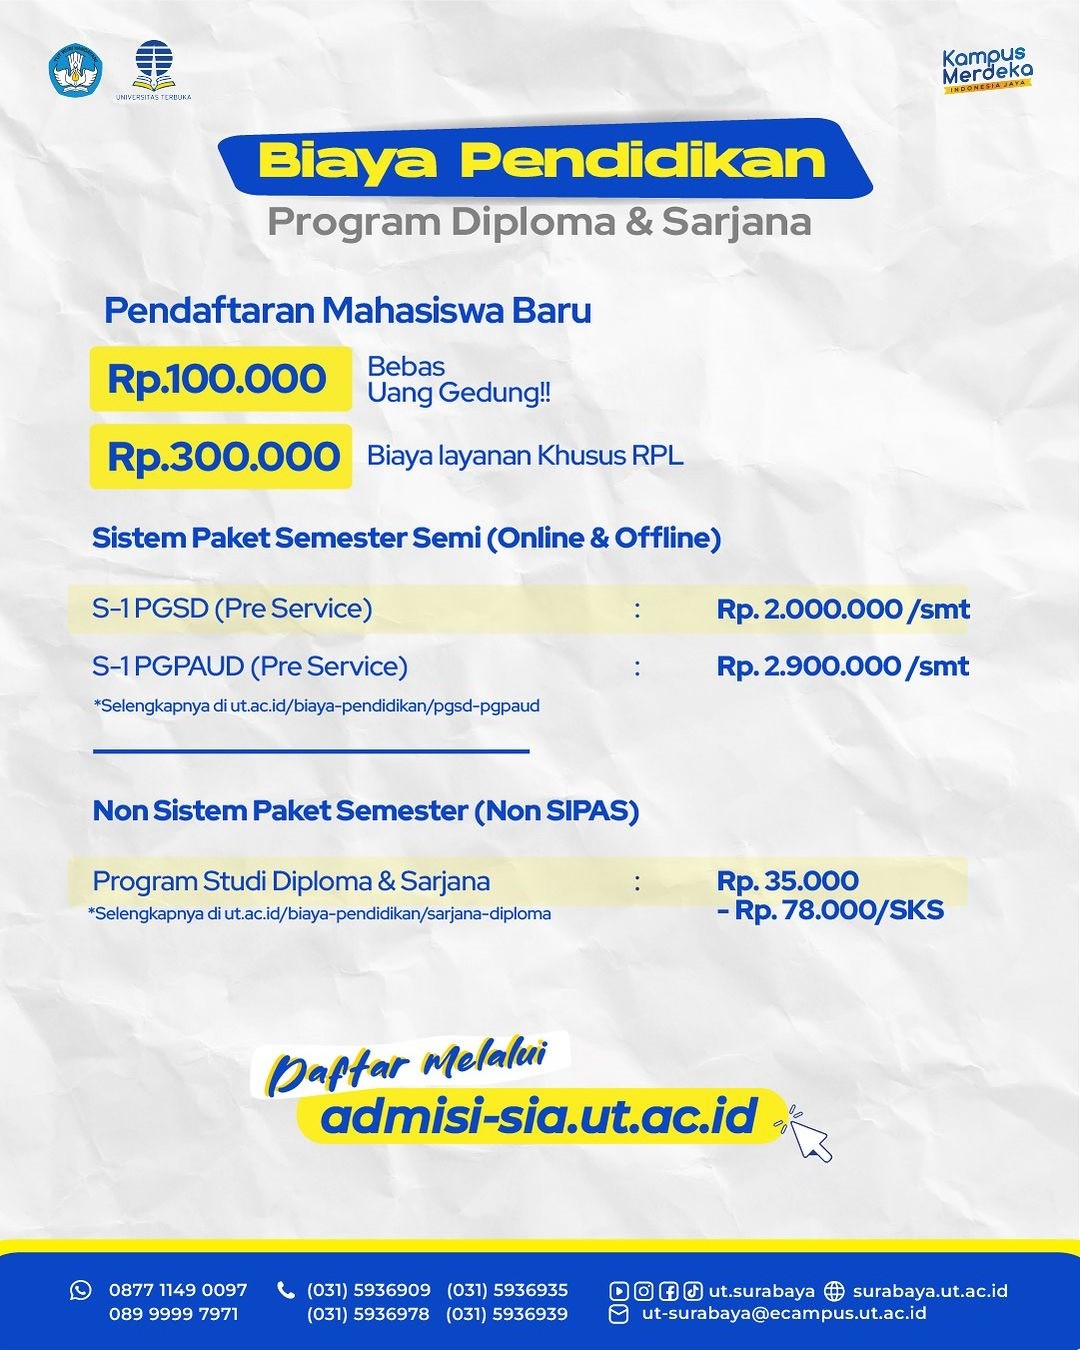 UNIVERSITAS TERBUKA
Kampus
Merdeka
INDONESIA JAYA
Biaya Pendidikan
Program Diploma & Sarjana
Pendaftaran Mahasiswa Baru
Rp.100.000
Bebas
Uang Gedung!!
Rp.300.000
Biaya layanan Khusus RPL
Sistem Paket Semester Semi (Online & Offline)
S-1 PGSD (Pre Service) : Rp. 2.000.000 /smt
S-1 PGPAUD (Pre Service) : Rp. 2.900.000 /smt
*Selengkapnya di ut.ac.id/biaya-pendidikan/pgsd-pgpaud
Non Sistem Paket Semester (Non SIPAS)
Program Studi Diploma & Sarjana : Rp. 35.000
*Selengkapnya di ut.ac.id/biaya-pendidikan/sarjana-diploma - Rp. 78.000/SKS
Daftar Melalui
admisi-sia.ut.ac.id
0877 1149 0097 (031) 5936909 (031) 5936935 ut.surabaya surabaya.ut.ac.id
089 9999 7971 (031) 5936978 (031) 5936939 ut-surabaya@ecampus.ut.ac.id